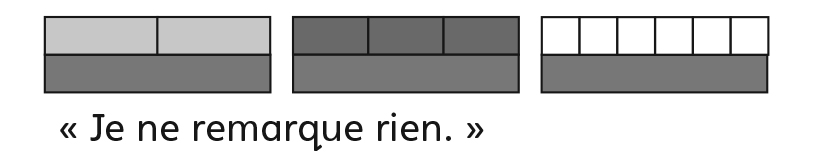 « Je ne remarque rien. »